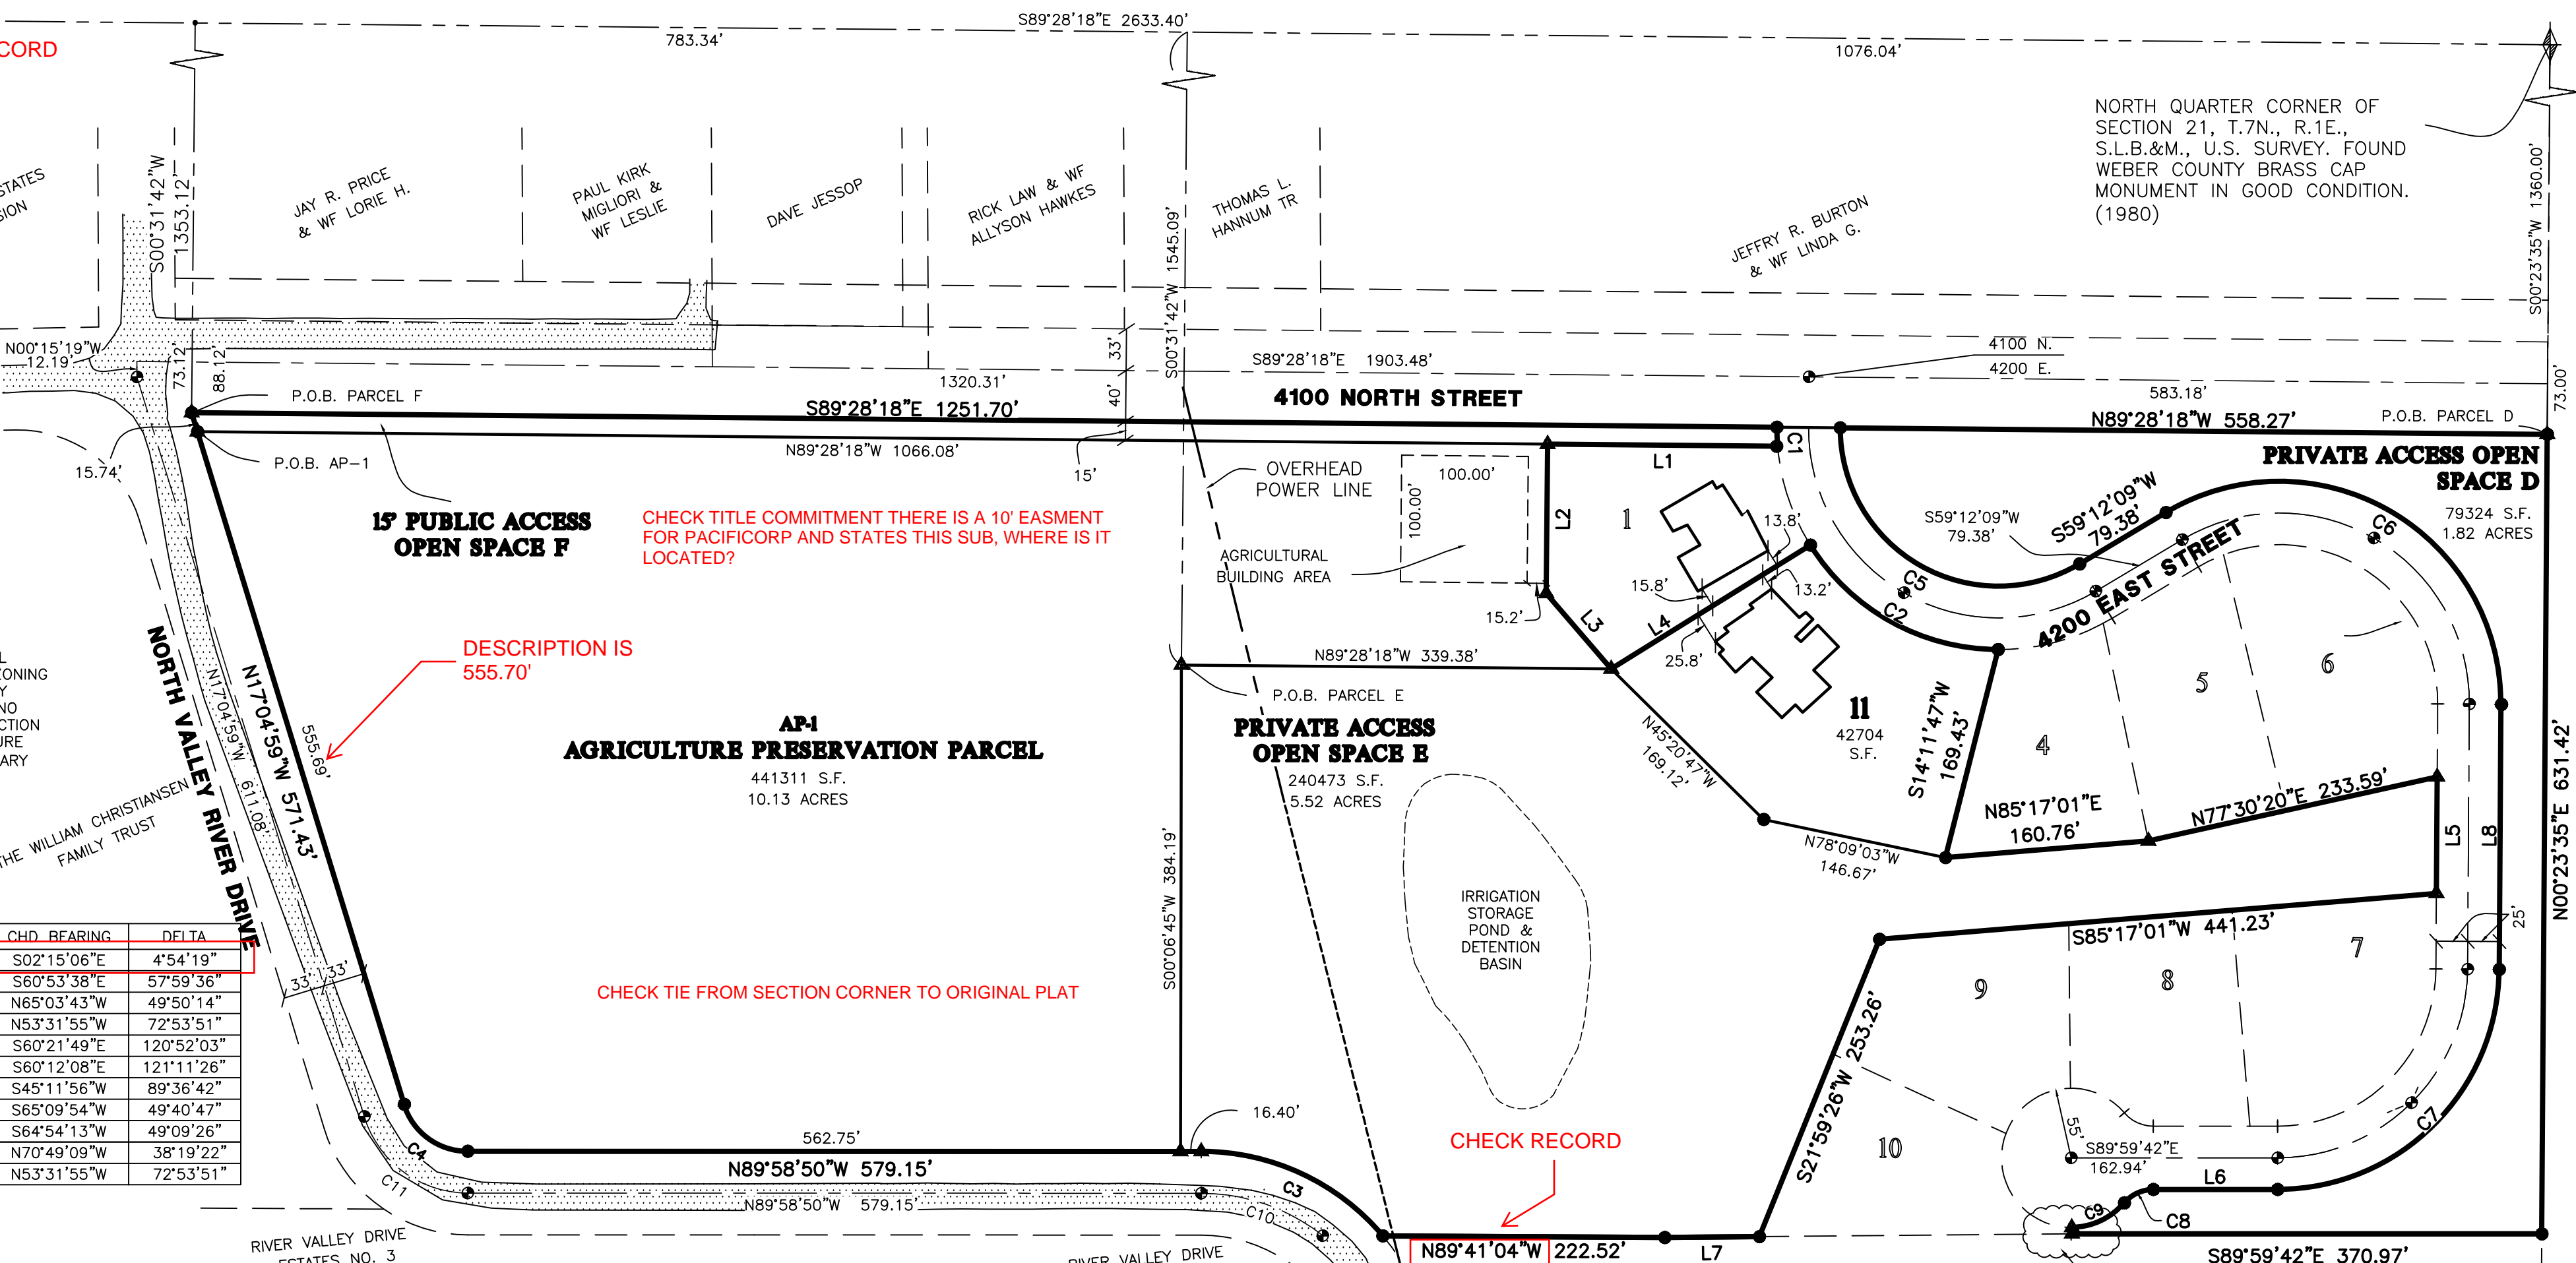 S89°28'18"E 2633.40'
783.34'
1076.04'
CORD
NORTH QUARTER CORNER OF
SECTION 21, T.7N., R.1E.,
S.L.B.&M., U.S. SURVEY. FOUND
WEBER COUNTY BRASS CAP
MONUMENT IN GOOD CONDITION.
(1980)
S00°31'42"W
1353.12'
S00°31'42"W 1545.09'
S00°23'35"W 1360.00'
STATES
SION
JAY R. PRICE
& WF LORIE H.
PAUL KIRK
MIGLIORI &
WF LESLIE
DAVE JESSOP
RICK LAW & WF
ALLYSON HAWKES
THOMAS L.
HANNUM TR
JEFFRY R. BURTON
& WF LINDA G.
N00°15'19"W
12.19'
73.12'
88.12'
33'
40'
15'
S89°28'18"E 1903.48'
4100 N.
4200 E.
1320.31'
583.18'
73.00'
P.O.B. PARCEL F
S89°28'18"E 1251.70'
4100 NORTH STREET
N89°28'18"W 558.27'
P.O.B. PARCEL D
15.74'
P.O.B. AP-1
N89°28'18"W 1066.08'
L1
C1
PRIVATE ACCESS OPEN
SPACE D
79324 S.F.
1.82 ACRES
15' PUBLIC ACCESS
OPEN SPACE F
CHECK TITLE COMMITMENT THERE IS A 10' EASMENT
FOR PACIFICORP AND STATES THIS SUB, WHERE IS IT
LOCATED?
OVERHEAD
POWER LINE
100.00'
100.00'
AGRICULTURAL
BUILDING AREA
L2
1
13.8'
13.2'
15.8'
15.2'
25.8'
L3
L4
C5
C2
S59°12'09"W
79.38'
S59°12'09"W
79.38'
C6
4200 EAST STREET
DESCRIPTION IS
555.70'
N89°28'18"W 339.38'
P.O.B. PARCEL E
PRIVATE ACCESS
OPEN SPACE E
240473 S.F.
5.52 ACRES
AP-1
AGRICULTURE PRESERVATION PARCEL
441311 S.F.
10.13 ACRES
11
42704
S.F.
4
5
6
S14°11'47"W
169.43'
N45°20'47"W
169.12'
N78°09'03"W
146.67'
N85°17'01"E
160.76'
N77°30'20"E 233.59'
L5
L8
N00°23'35"E 631.42'
25'
S85°17'01"W 441.23'
7
8
9
10
S21°59'26"W 253.26'
IRRIGATION
STORAGE
POND &
DETENTION
BASIN
S00°06'45"W 384.19'
L
ZONING
Y
NO
CTION
URE
ARY
THE WILLIAM CHRISTIANSEN
FAMILY TRUST
NORTH VALLEY RIVER DRIVE
N17°04'59"W 611.08'
N17°04'59"W 571.43'
555.69'
33'
33'
CHECK TIE FROM SECTION CORNER TO ORIGINAL PLAT
CHD BEARING DELTA
S02°15'06"E 4°54'19"
S60°53'38"E 57°59'36"
N65°03'43"W 49°50'14"
N53°31'55"W 72°53'51"
S60°21'49"E 120°52'03"
S60°12'08"E 121°11'26"
S45°11'56"W 89°36'42"
S65°09'54"W 49°40'47"
S64°54'13"W 49°09'26"
N70°49'09"W 38°19'22"
N53°31'55"W 72°53'51"
C4
C11
562.75'
N89°58'50"W 579.15'
N89°58'50"W 579.15'
16.40'
C3
C10
CHECK RECORD
N89°41'04"W 222.52'
L7
55'
S89°59'42"E
162.94'
L6
C7
C8
C9
S89°59'42"E 370.97'
RIVER VALLEY DRIVE
ESTATES NO. 3
RIVER VALLEY DRIVE